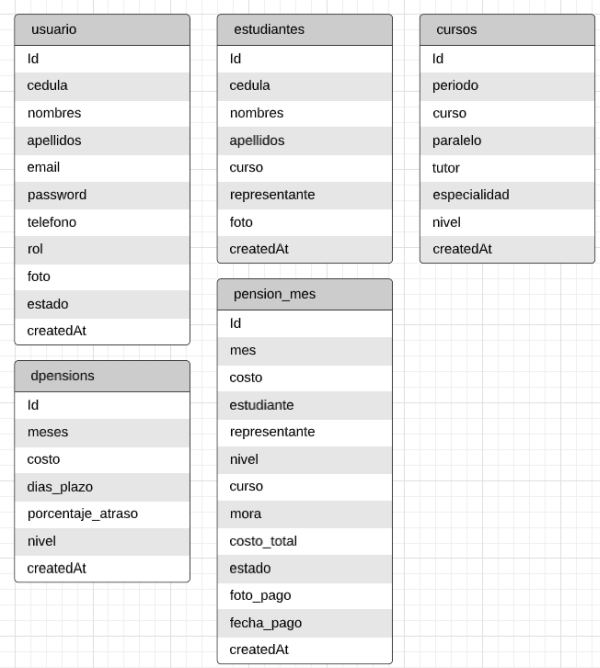 usuario
Id
cedula
nombres
apellidos
email
password
telefono
rol
foto
estado
createdAt
dpensions
Id
meses
costo
dias_plazo
porcentaje_atraso
nivel
createdAt
estudiantes
Id
cedula
nombres
apellidos
curso
representante
foto
createdAt
pension_mes
Id
mes
costo
estudiante
representante
nivel
curso
mora
costo_total
estado
foto_pago
fecha_pago
createdAt
cursos
Id
periodo
curso
paralelo
tutor
especialidad
nivel
createdAt